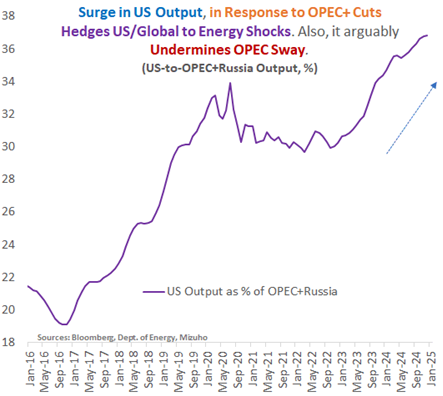 Surge in US Output, in Response to OPEC+ Cuts
Hedges US/Global to Energy Shocks. Also, it arguably
Undermines OPEC Sway.
(US-to-OPEC+Russia Output, %)
38
36
34
32
30
28
26
24
22
20
18
US Output as % of OPEC+Russia
Sources: Bloomberg, Dept. of Energy, Mizuho
Jan-16
May-16
Sep-16
Jan-17
May-17
Sep-17
Jan-18
May-18
Sep-18
Jan-19
May-19
Sep-19
Jan-20
May-20
Sep-20
Jan-21
May-21
Sep-21
Jan-22
May-22
Sep-22
Jan-23
May-23
Sep-23
Jan-24
May-24
Sep-24
Jan-25